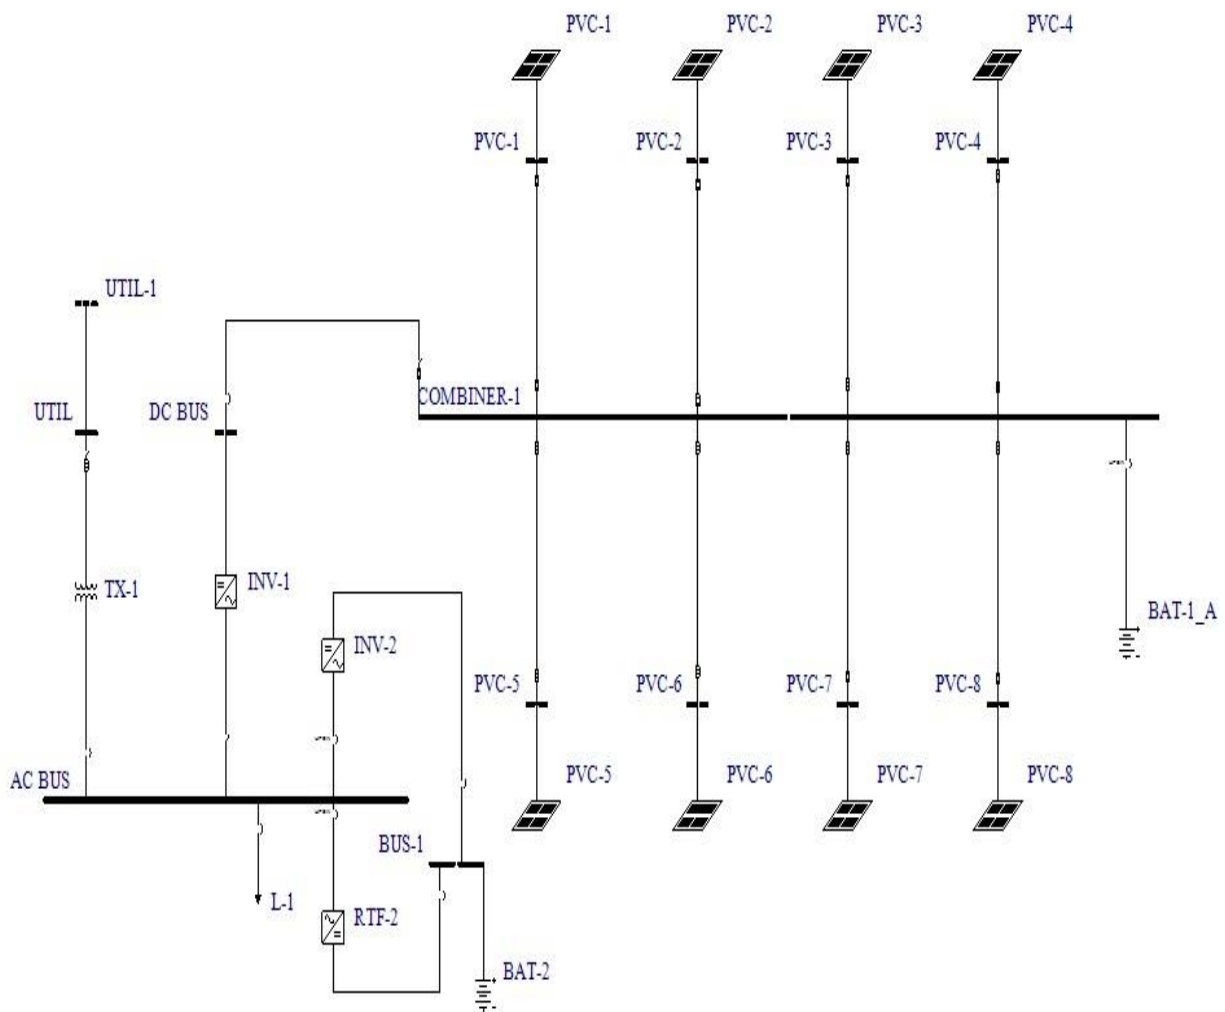 PVC-1 PVC-2 PVC-3 PVC-4
PVC-1 PVC-2 PVC-3 PVC-4
UTIL-1
COMBINER-1
UTIL DC BUS
INV-1
TX-1
BAT-1_A
INV-2
PVC-5 PVC-6 PVC-7 PVC-8
PVC-5 PVC-6 PVC-7 PVC-8
AC BUS
BUS-1
L-1
RTF-2
BAT-2